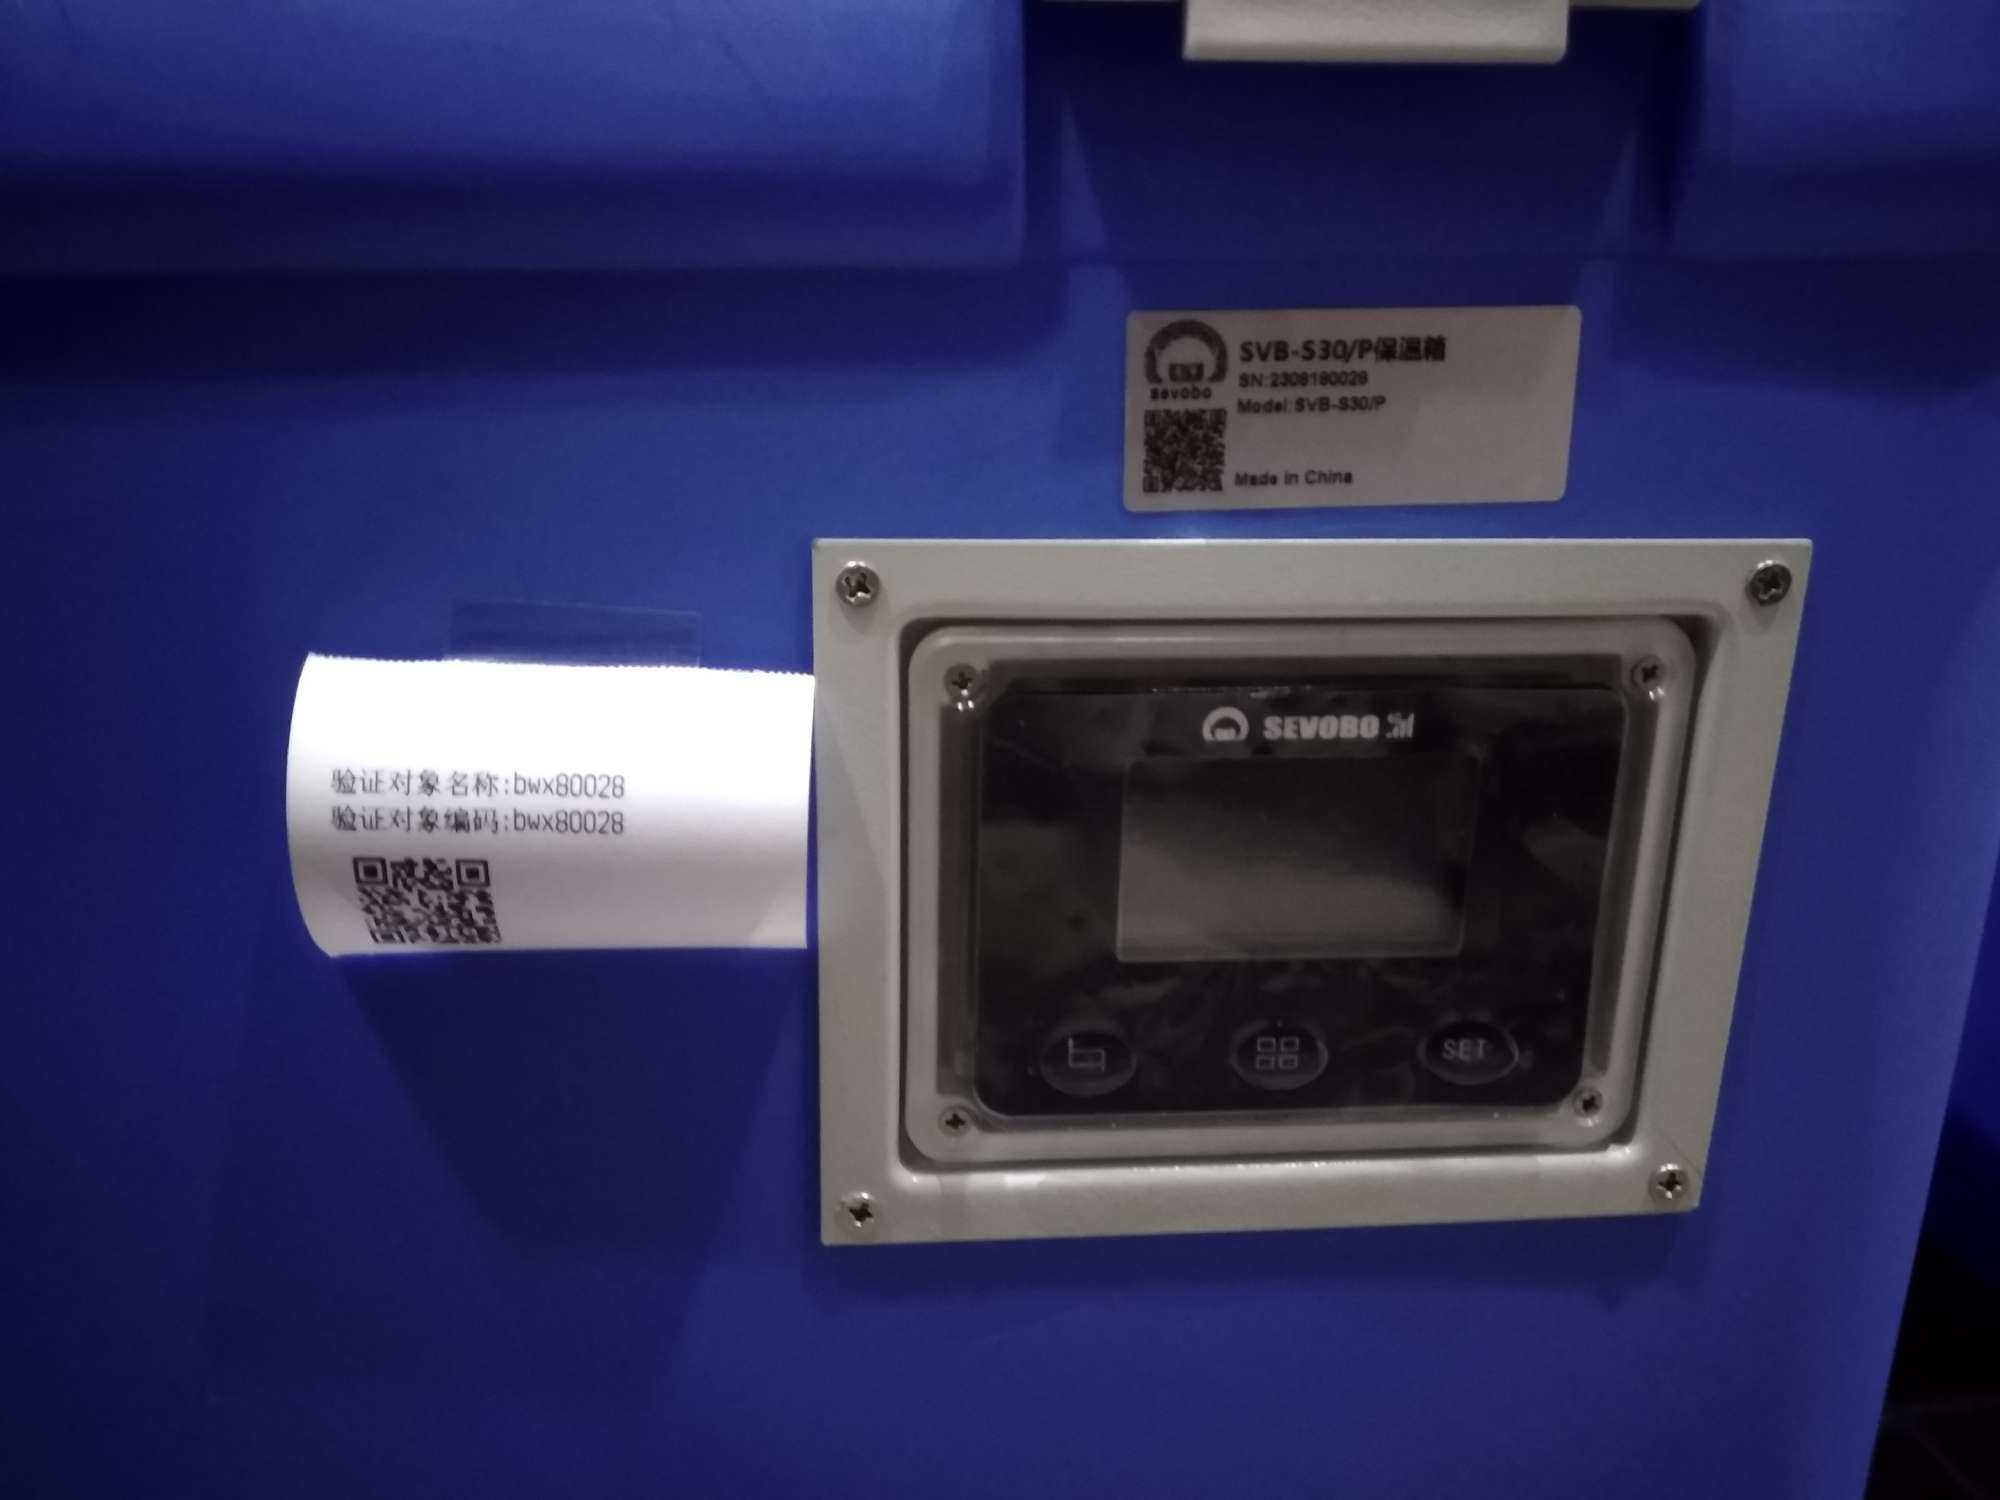 Sevobo
SVB-S30/P保温箱
SN:2308180028
Model:SVB-S30/P
Made in China
验证对象名称:bwx80028
验证对象编码:bwx80028
SEVOBO
SET